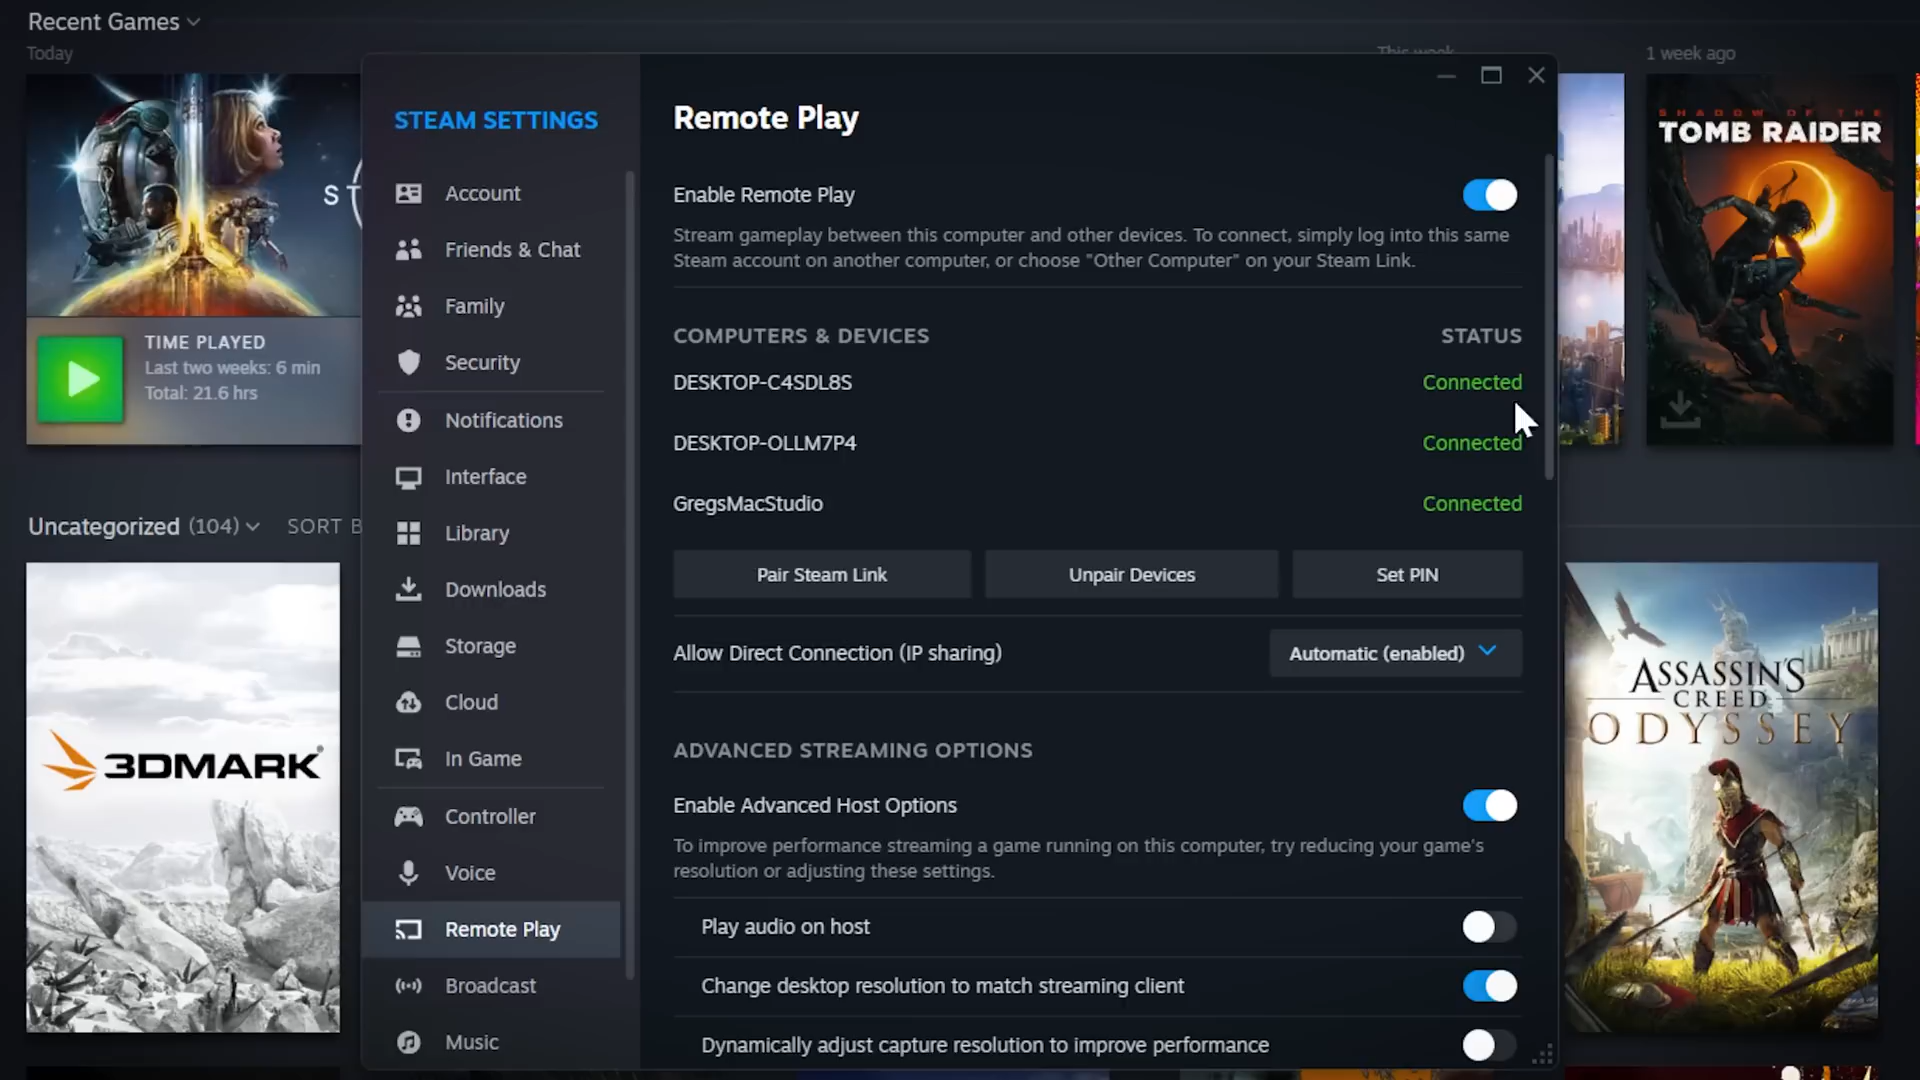 Recent Games
Today
This week
1 week ago
STEAM SETTINGS
Account
Friends & Chat
Family
Security
Notifications
Interface
Library
Downloads
Storage
Cloud
In Game
Controller
Voice
Remote Play
Broadcast
Music
Remote Play
Enable Remote Play
Stream gameplay between this computer and other devices. To connect, simply log into this same
Steam account on another computer, or choose "Other Computer" on your Steam Link.
COMPUTERS & DEVICES
STATUS
DESKTOP-C4SDL8S
Connected
DESKTOP-OLLM7P4
Connected
GregsMacStudio
Connected
Pair Steam Link
Unpair Devices
Set PIN
Allow Direct Connection (IP sharing)
Automatic (enabled)
ADVANCED STREAMING OPTIONS
Enable Advanced Host Options
To improve performance streaming a game running on this computer, try reducing your game's
resolution or adjusting these settings.
Play audio on host
Change desktop resolution to match streaming client
Dynamically adjust capture resolution to improve performance
ST
TIME PLAYED
Last two weeks: 6 min
Total: 21.6 hrs
SHADOW OF THE
TOMB RAIDER
Uncategorized (104)
SORT B
3DMARK®
ASSASSIN'S
CREED
ODYSSEY